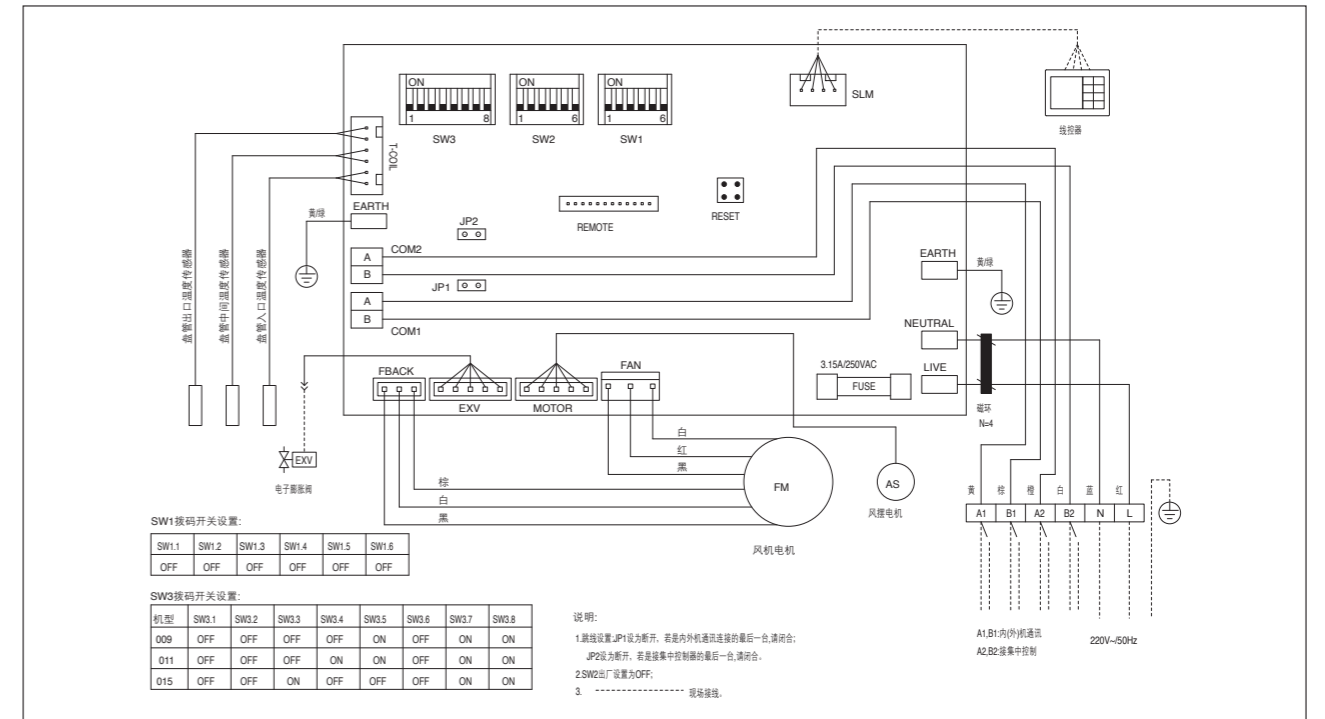 ON
1 8
SW3
ON
1 6
SW2
ON
1 6
SW1
SLM
线控器
T-COIL
盘管出口温度传感器
盘管中间温度传感器
盘管入口温度传感器
黄/绿
EARTH
JP2
REMOTE
RESET
A
B
COM2
JP1
A
B
COM1
EARTH
黄/绿
NEUTRAL
LIVE
3.15A/250VAC
FUSE
磁环
N=4
FBACK
EXV
MOTOR
FAN
EXV
电子膨胀阀
白
红
黑
棕
白
黑
FM
风机电机
AS
风摆电机
黄 棕 橙 白 蓝 红
A1 B1 A2 B2 N L
A1,B1:内(外)机通讯
A2,B2:接集中控制
220V~/50Hz
SW1拨码开关设置:
SW1.1 SW1.2 SW1.3 SW1.4 SW1.5 SW1.6
OFF OFF OFF OFF OFF OFF
SW3拨码开关设置:
机型 SW3.1 SW3.2 SW3.3 SW3.4 SW3.5 SW3.6 SW3.7 SW3.8
009 OFF OFF OFF OFF ON OFF ON ON
011 OFF OFF OFF ON ON OFF ON ON
015 OFF OFF ON OFF OFF OFF ON ON
说明:
1.跳线设置:JP1设为断开、若是内外机通讯连接的最后一台,请闭合;
JP2设为断开、若是接集中控制器的最后一台,请闭合。
2.SW2出厂设置为OFF;
3. 现场接线。